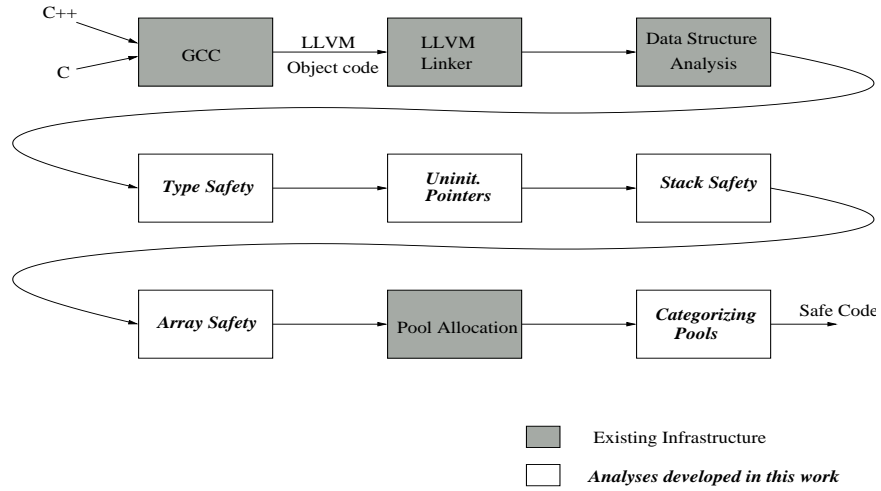 C++
C
GCC
LLVM
Object code
LLVM
Linker
Data Structure
Analysis
Type Safety
Uninit.
Pointers
Stack Safety
Array Safety
Pool Allocation
Categorizing
Pools
Safe Code
Existing Infrastructure
Analyses developed in this work